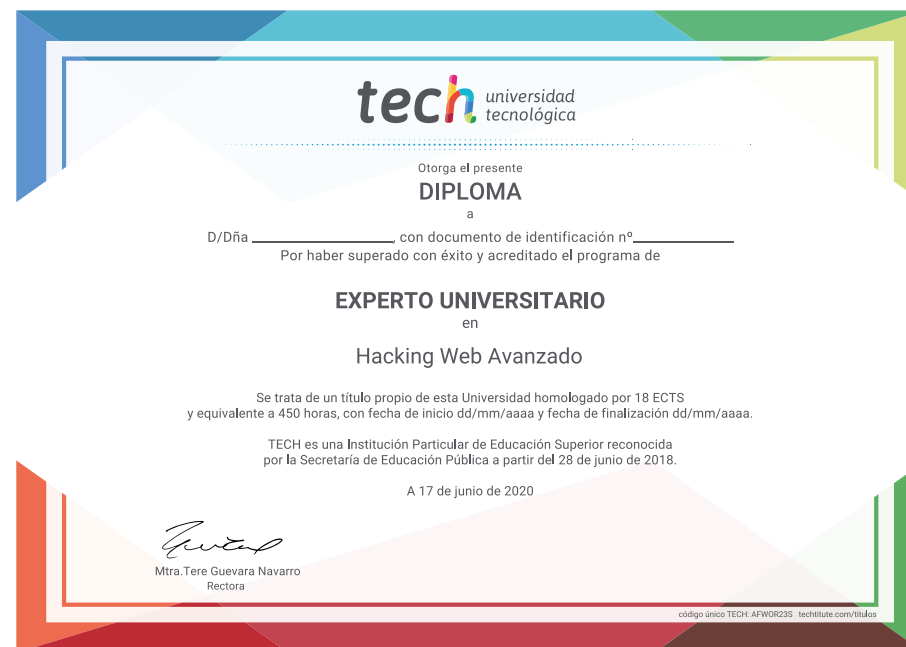 tech universidad
tecnológica
Otorga el presente
DIPLOMA
a
D/Dña ____________________, con documento de identificación nº______________
Por haber superado con éxito y acreditado el programa de
EXPERTO UNIVERSITARIO
en
Hacking Web Avanzado
Se trata de un título propio de esta Universidad homologado por 18 ECTS
y equivalente a 450 horas, con fecha de inicio dd/mm/aaaa y fecha de finalización dd/mm/aaaa.
TECH es una Institución Particular de Educación Superior reconocida
por la Secretaría de Educación Pública a partir del 28 de junio de 2018.
A 17 de junio de 2020
Mtra.Tere Guevara Navarro
Rectora
código único TECH: AFWOR23S techtitute.com/titulos